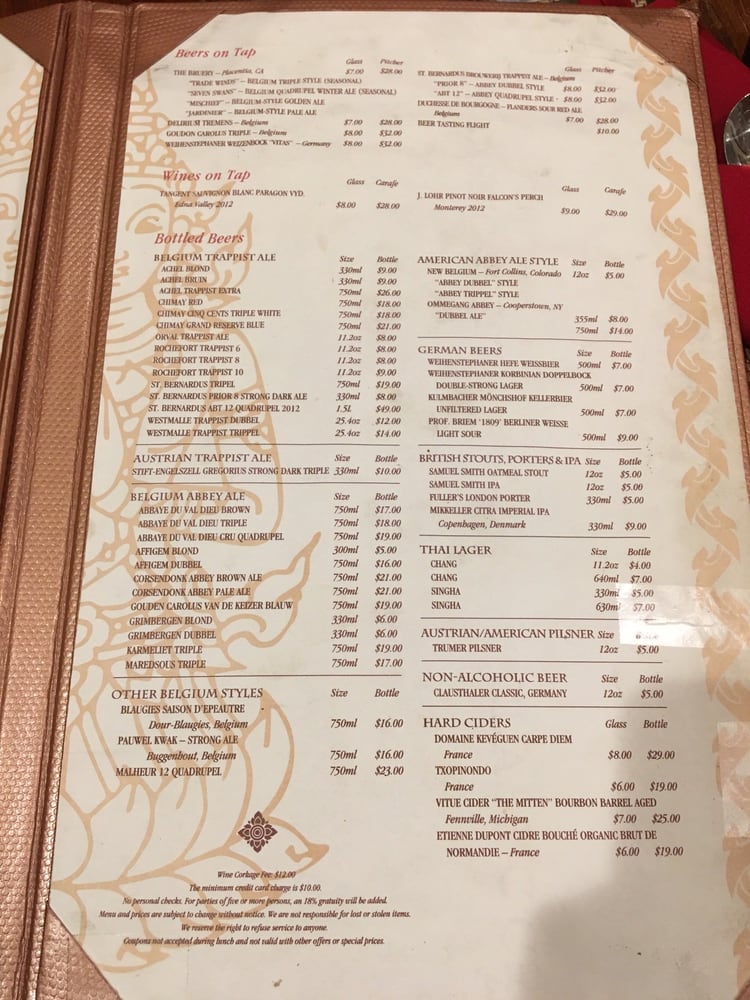 Beers on Tap
Glass Pitcher
THE BRUERY – Placentia, CA $7.00 $28.00
"TRADE WINDS" – BELGIUM TRIPLE STYLE (SEASONAL)
"SEVEN SWANS" – BELGIUM QUADRUPEL WINTER ALE (SEASONAL)
"MISCHIEF" – BELGIUM-STYLE GOLDEN ALE
"JARDINIER" – BELGIUM-STYLE PALE ALE
DELIRIUM TREMENS – Belgium $7.00 $28.00
GOUDON CAROLUS TRIPLE – Belgium $8.00 $32.00
WEIHENSTEPHANER WEIZENBOCK "VITAS" – Germany $8.00 $32.00
Glass Pitcher
ST. BERNARDUS BROUWERIJ TRAPPIST ALE – Belgium
"PRIOR 8" – ABBEY DUBBEL STYLE $8.00 $32.00
"ABT 12" – ABBEY QUADRUPEL STYLE $8.00 $32.00
DUCHESSE DE BOURGOGNE – FLANDERS SOUR RED ALE
Belgium $7.00 $28.00
BEER TASTING FLIGHT $10.00
Wines on Tap
Glass Carafe
TANGENT SAUVIGNON BLANC PARAGON VYD.
Edna Valley 2012 $8.00 $28.00
Glass Carafe
J. LOHR PINOT NOIR FALCON'S PERCH
Monterey 2012 $9.00 $29.00
Bottled Beers
BELGIUM TRAPPIST ALE Size Bottle
ACHEL BLOND 330ml $9.00
ACHEL BRUIN 330ml $9.00
ACHEL TRAPPIST EXTRA 750ml $26.00
CHIMAY RED 750ml $18.00
CHIMAY CINQ CENTS TRIPLE WHITE 750ml $18.00
CHIMAY GRAND RESERVE BLUE 750ml $21.00
ORVAL TRAPPIST ALE 11.2oz $8.00
ROCHEFORT TRAPPIST 6 11.2oz $8.00
ROCHEFORT TRAPPIST 8 11.2oz $8.00
ROCHEFORT TRAPPIST 10 11.2oz $9.00
ST. BERNARDUS TRIPEL 750ml $19.00
ST. BERNARDUS PRIOR 8 STRONG DARK ALE 330ml $8.00
ST. BERNARDUS ABT 12 QUADRUPEL 2012 1.5L $49.00
WESTMALLE TRAPPIST DUBBEL 25.4oz $12.00
WESTMALLE TRAPPIST TRIPPEL 25.4oz $14.00
AUSTRIAN TRAPPIST ALE Size Bottle
STIFT-ENGELSZELL GREGORIUS STRONG DARK TRIPLE 330ml $10.00
BELGIUM ABBEY ALE Size Bottle
ABBAYE DU VAL DIEU BROWN 750ml $17.00
ABBAYE DU VAL DIEU TRIPLE 750ml $18.00
ABBAYE DU VAL DIEU CRU QUADRUPEL 750ml $19.00
AFFIGEM BLOND 300ml $5.00
AFFIGEM DUBBEL 750ml $16.00
CORSENDONK ABBEY BROWN ALE 750ml $21.00
CORSENDONK ABBEY PALE ALE 750ml $21.00
GOUDEN CAROLUS VAN DE KEIZER BLAUW 750ml $19.00
GRIMBERGEN BLOND 330ml $6.00
GRIMBERGEN DUBBEL 330ml $6.00
KARMELIET TRIPLE 750ml $19.00
MAREDSOUS TRIPLE 750ml $17.00
OTHER BELGIUM STYLES Size Bottle
BLAUGIES SAISON D'EPEAUTRE
Dour-Blaugies, Belgium 750ml $16.00
PAUWEL KWAK – STRONG ALE
Buggenhout, Belgium 750ml $16.00
MALHEUR 12 QUADRUPEL 750ml $23.00
AMERICAN ABBEY ALE STYLE Size Bottle
NEW BELGIUM – Fort Collins, Colorado 12oz $5.00
"ABBEY DUBBEL" STYLE
"ABBEY TRIPPEL" STYLE
OMMEGANG ABBEY – Cooperstown, NY
"DUBBEL ALE" 355ml $8.00
750ml $14.00
GERMAN BEERS Size Bottle
WEIHENSTEPHANER HEFE WEISSBIER 500ml $7.00
WEIHENSTEPHANER KORBINIAN DOPPELBOCK
DOUBLE-STRONG LAGER 500ml $7.00
KULMBACHER MÖNCHSHOF KELLERBIER
UNFILTERED LAGER 500ml $7.00
PROF. BRIEM '1809' BERLINER WEISSE
LIGHT SOUR 500ml $9.00
BRITISH STOUTS, PORTERS & IPA Size Bottle
SAMUEL SMITH OATMEAL STOUT 12oz $5.00
SAMUEL SMITH IPA 12oz $5.00
FULLER'S LONDON PORTER 330ml $5.00
MIKKELLER CITRA IMPERIAL IPA
Copenhagen, Denmark 330ml $9.00
THAI LAGER Size Bottle
CHANG 11.2oz $4.00
CHANG 640ml $7.00
SINGHA 330ml $5.00
SINGHA 630ml $7.00
AUSTRIAN/AMERICAN PILSNER Size
TRUMER PILSNER 12oz $5.00
NON-ALCOHOLIC BEER Size Bottle
CLAUSTHALER CLASSIC, GERMANY 12oz $5.00
HARD CIDERS Glass Bottle
DOMAINE KEVÉGUEN CARPE DIEM
France $8.00 $29.00
TXOPINONDO
France $6.00 $19.00
VITUE CIDER "THE MITTEN" BOURBON BARREL AGED
Fennville, Michigan $7.00 $25.00
ETIENNE DUPONT CIDRE BOUCHÉ ORGANIC BRUT DE
NORMANDIE – France $6.00 $19.00
Wine Corkage Fee: $12.00
The minimum credit card charge is $10.00.
No personal checks. For parties of five or more persons, an 18% gratuity will be added.
Menu and prices are subject to change without notice. We are not responsible for lost or stolen items.
We reserve the right to refuse service to anyone.
Coupons not accepted during lunch and not valid with other offers or special prices.